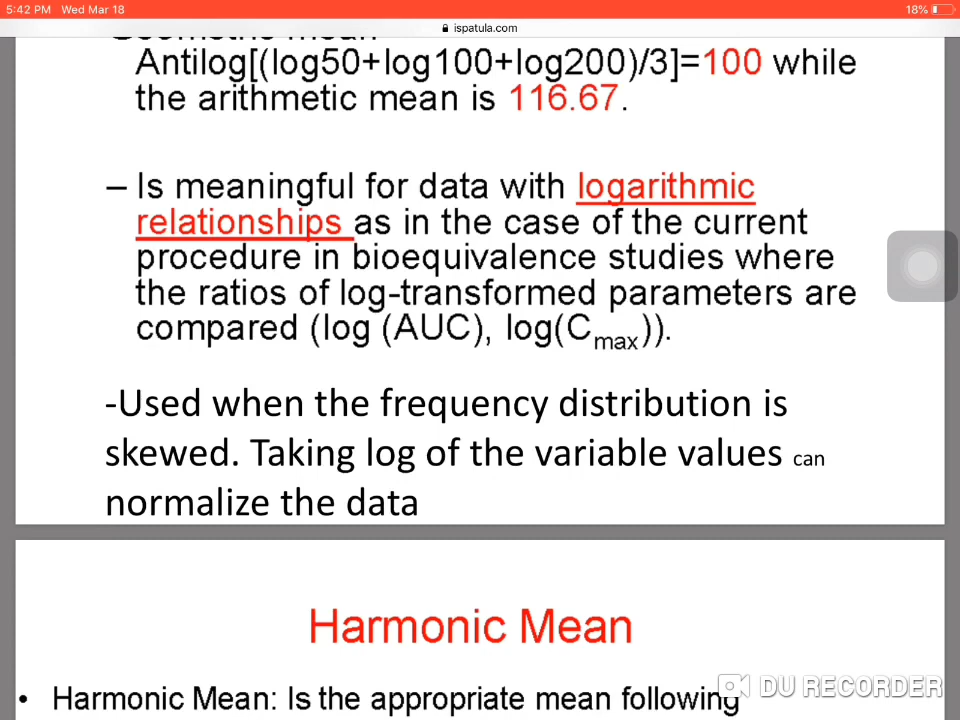 5:42 PM Wed Mar 18
18%
ispatula.com
Geometric mean
Antilog[(log50+log100+log200)/3]=100 while
the arithmetic mean is 116.67.
– Is meaningful for data with logarithmic
relationships as in the case of the current
procedure in bioequivalence studies where
the ratios of log-transformed parameters are
compared (log (AUC), log(Cmax)).
-Used when the frequency distribution is
skewed. Taking log of the variable values can
normalize the data
Harmonic Mean
• Harmonic Mean: Is the appropriate mean following
DU RECORDER